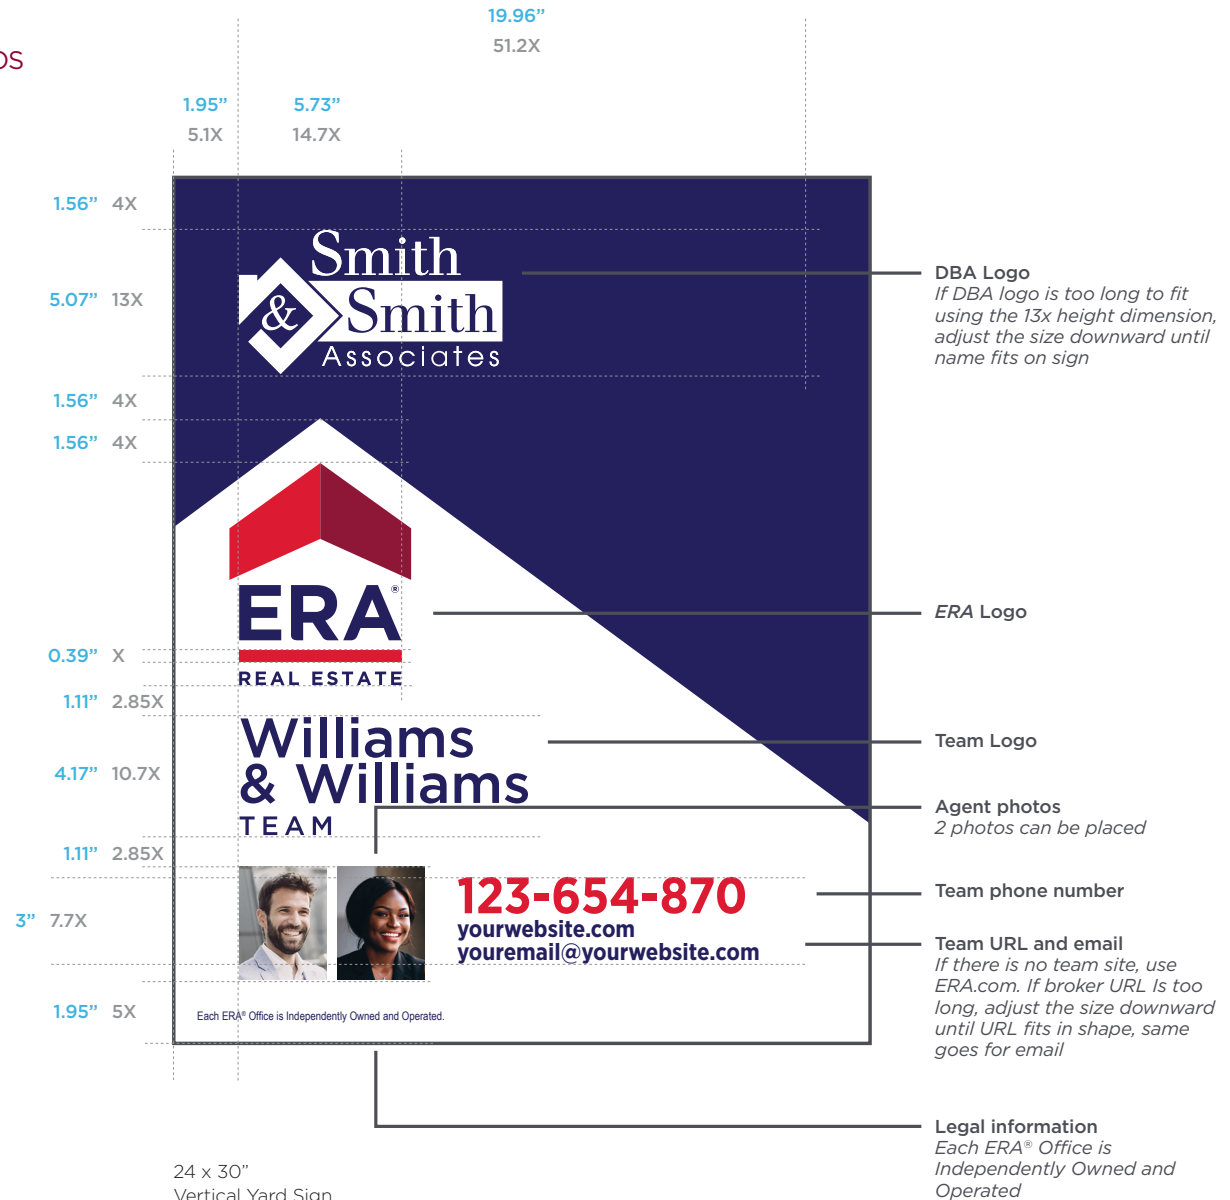 OS
19.96”
51.2X
1.95” 5.73”
5.1X 14.7X
1.56” 4X
5.07” 13X
1.56” 4X
1.56” 4X
0.39” X
1.11” 2.85X
4.17” 10.7X
1.11” 2.85X
3” 7.7X
1.95” 5X
Smith
& Smith
Associates
ERA®
REAL ESTATE
Williams
& Williams
TEAM
123-654-870
yourwebsite.com
youremail@yourwebsite.com
Each ERA® Office is Independently Owned and Operated.
DBA Logo
If DBA logo is too long to fit
using the 13x height dimension,
adjust the size downward until
name fits on sign
ERA Logo
Team Logo
Agent photos
2 photos can be placed
Team phone number
Team URL and email
If there is no team site, use
ERA.com. If broker URL Is too
long, adjust the size downward
until URL fits in shape, same
goes for email
Legal information
Each ERA® Office is
Independently Owned and
Operated
24 x 30”
Vertical Yard Sign